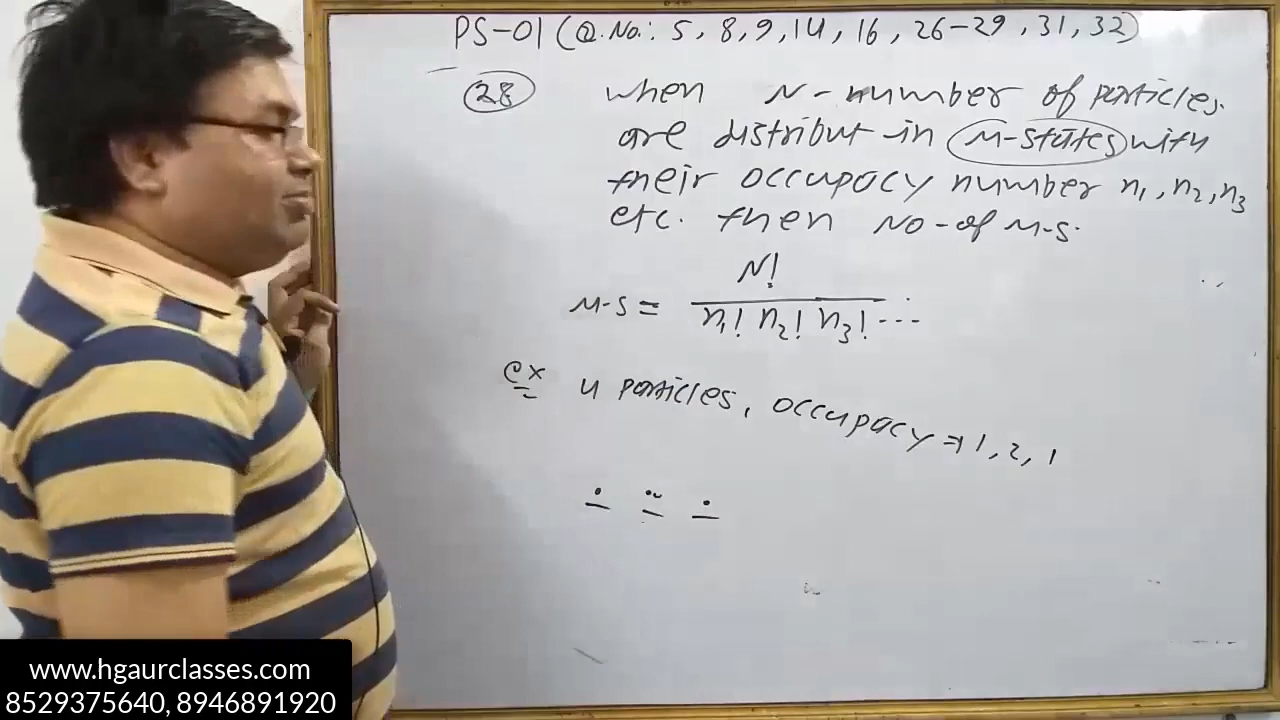 PS-01 (Q.No.: 5, 8, 9, 14, 16, 26-29, 31, 32)
28 when N-number of particles.
are distribut in M-states with
their occupacy number n1, n2, n3
etc. then No-of M-S.
M-S = N! / n1! n2! n3! ...
ex 4 particles, occupacy => 1, 2, 1
www.hgaurclasses.com
8529375640, 8946891920